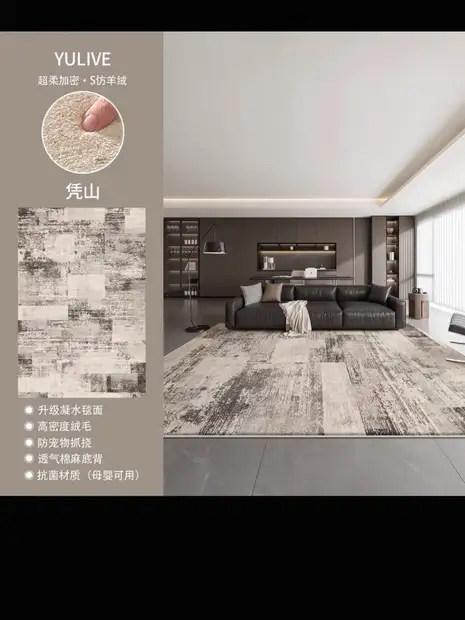 YULIVE
超柔加密·S仿羊绒
凭山
升级凝水毯面
高密度绒毛
防宠物抓挠
透气棉麻底背
抗菌材质（母婴可用）